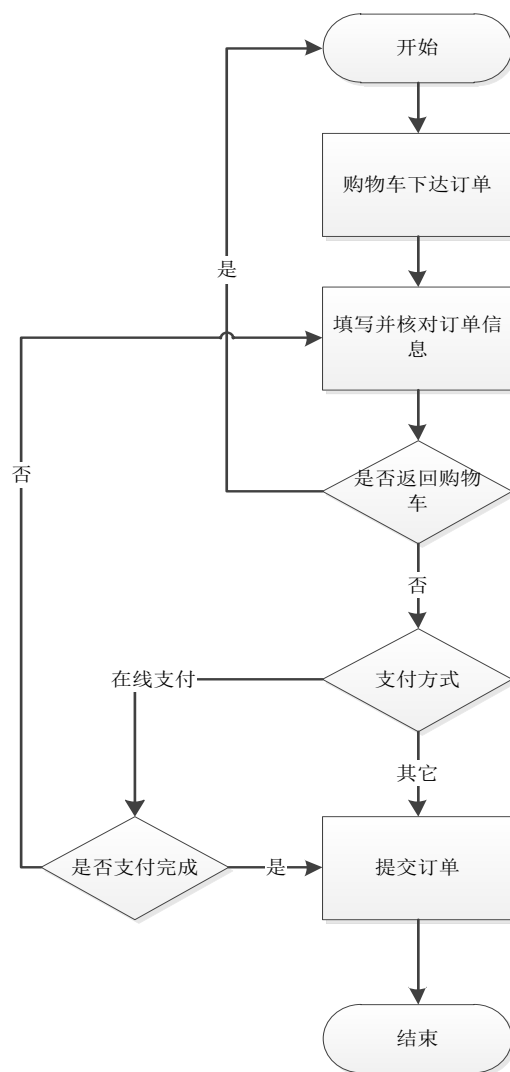 开始
购物车下达订单
是
填写并核对订单信
息
否
是否返回购物
车
否
在线支付
支付方式
其它
是否支付完成
是
提交订单
结束